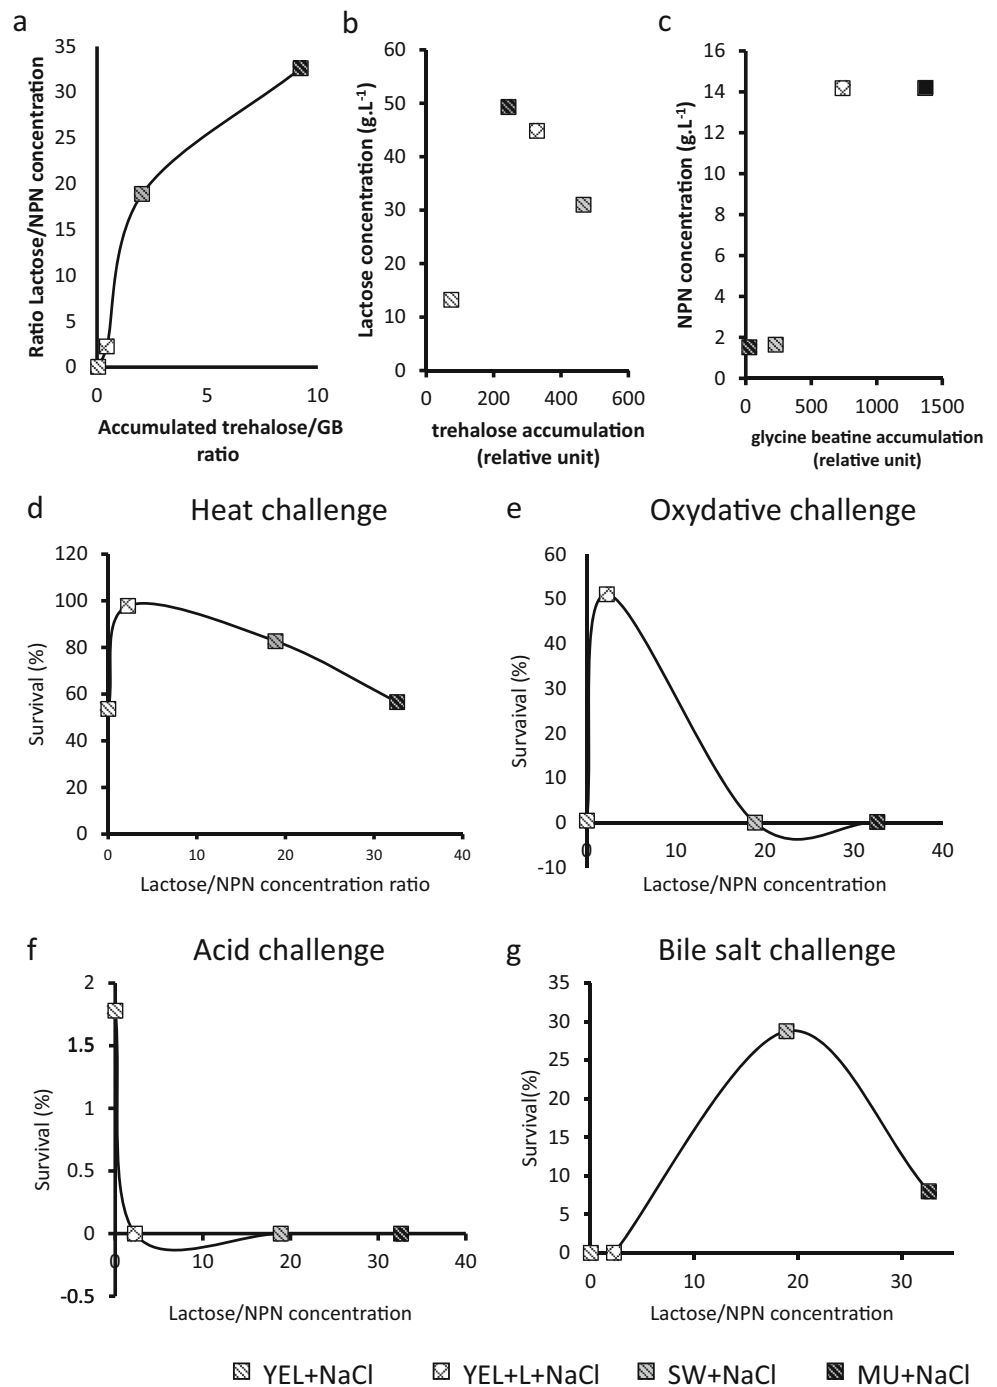 a
Ratio Lactose/NPN concentration
35
30
25
20
15
10
5
0
0 5 10
Accumulated trehalose/GB
ratio
b
Lactose concentration (g.L⁻¹)
60
50
40
30
20
10
0
0 200 400 600
trehalose accumulation
(relative unit)
c
NPN concentration (g.L⁻¹)
16
14
12
10
8
6
4
2
0
0 500 1000 1500
glycine beatine accumulation
(relative unit)
d
Heat challenge
Survival (%)
120
100
80
60
40
20
0
0 10 20 30 40
Lactose/NPN concentration ratio
e
Oxydative challenge
Survaival (%)
60
50
40
30
20
10
0
-10
0 10 20 30 40
Lactose/NPN concentration
f
Acid challenge
Survival (%)
2
1.5
1
0.5
0
-0.5
0 20 40
Lactose/NPN concentration
g
Bile salt challenge
Survival(%)
35
30
25
20
15
10
5
0
0 10 20 30
Lactose/NPN concentration
YEL+NaCl YEL+L+NaCl SW+NaCl MU+NaCl